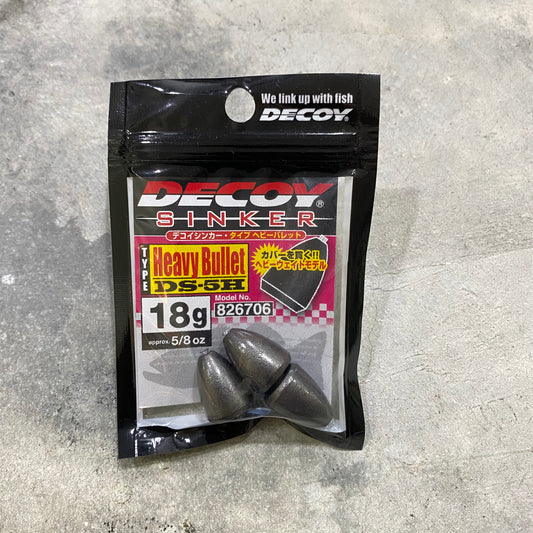 We link up with fish
DECOY®
DECOY®
SINKER
デコイシンカー・タイプ ヘビーバレット
TYPE
Heavy Bullet
DS-5H
カバーを貫く!!
ヘビーウェイトモデル
Model No.
18g
826706
approx. 5/8 oz